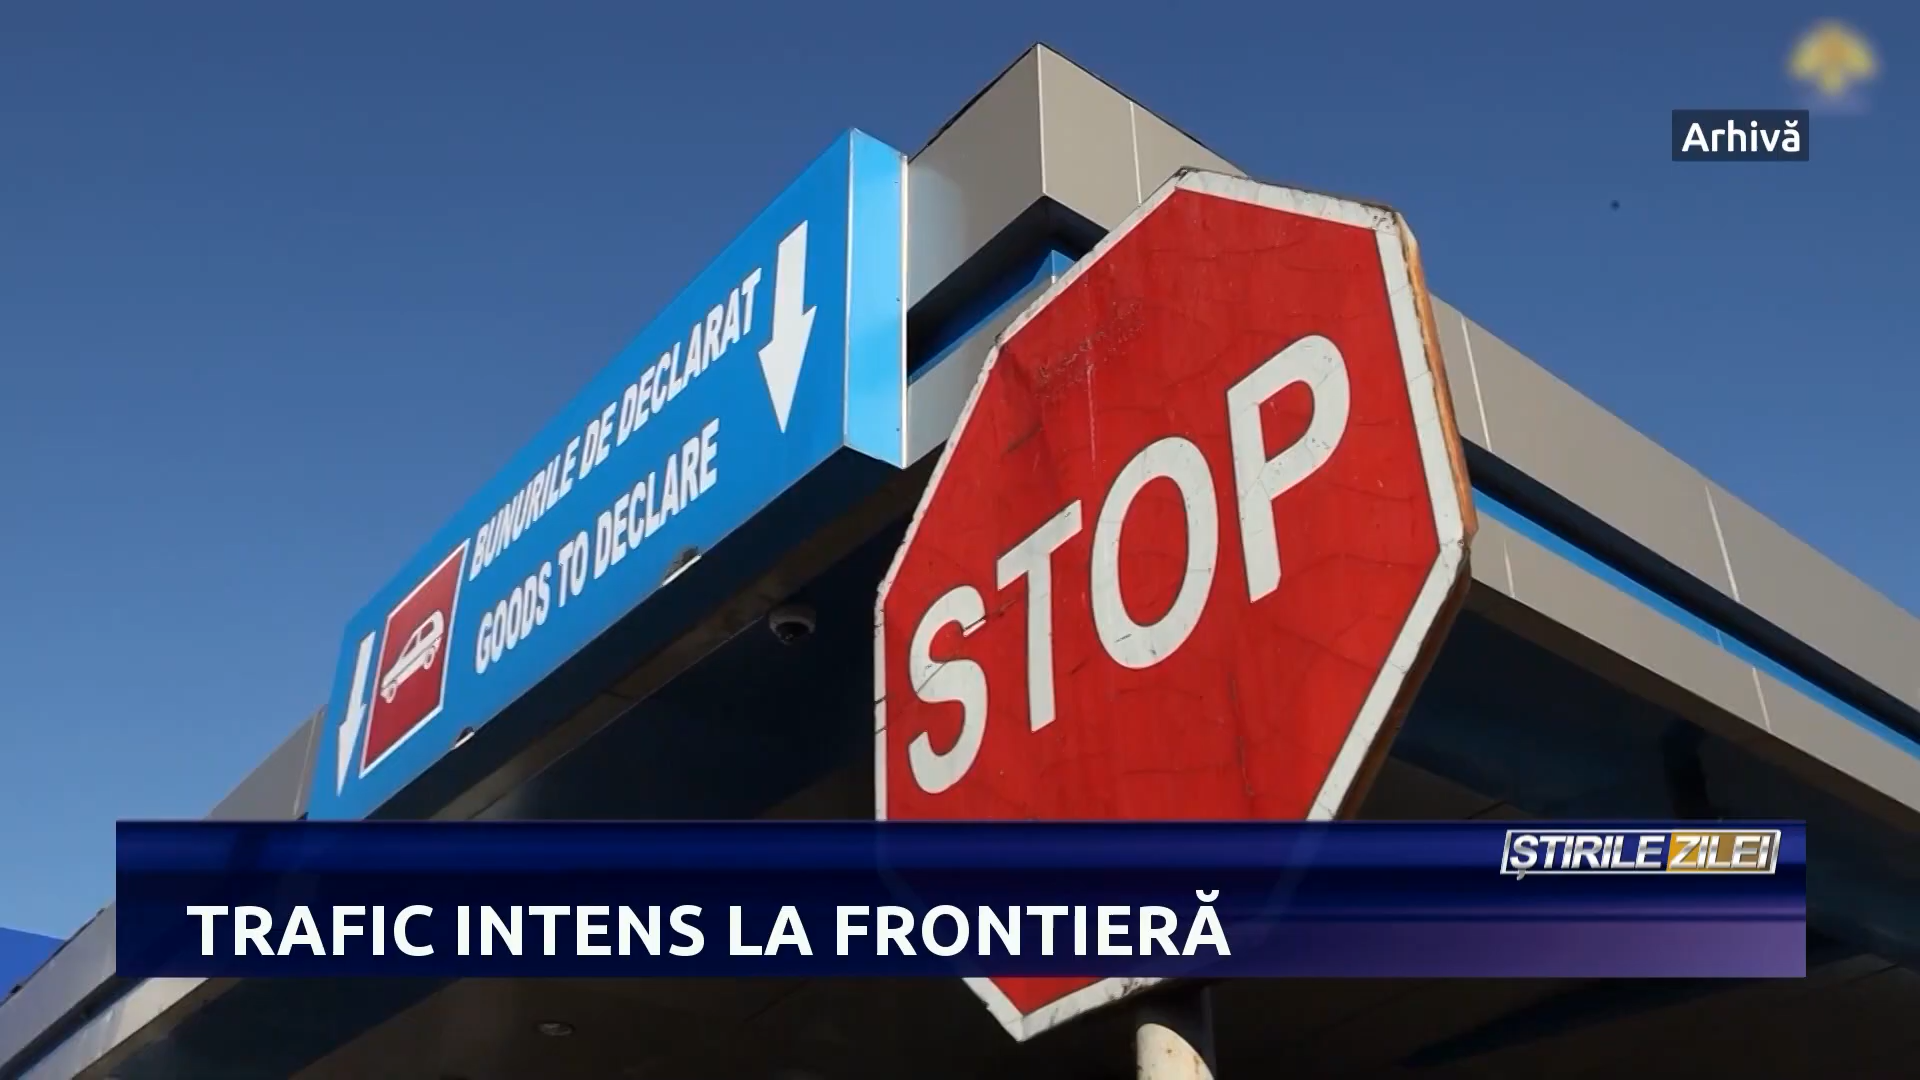 Arhivă
BUNURILE DE DECLARAT
GOODS TO DECLARE
STOP
ȘTIRILE ZILEI
TRAFIC INTENS LA FRONTIERĂ